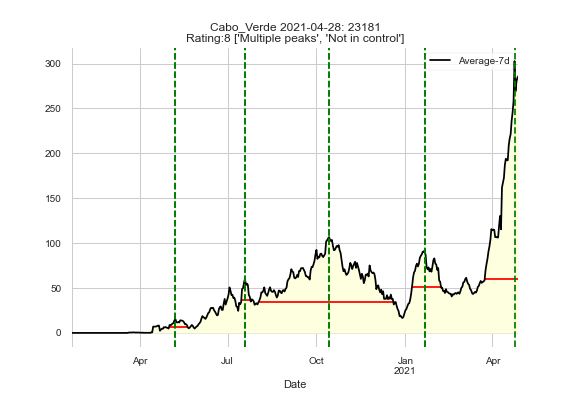 Cabo_Verde 2021-04-28: 23181
Rating:8 ['Multiple peaks', 'Not in control']
Average-7d
300
250
200
150
100
50
0
Apr
Jul
Oct
Jan
2021
Apr
Date